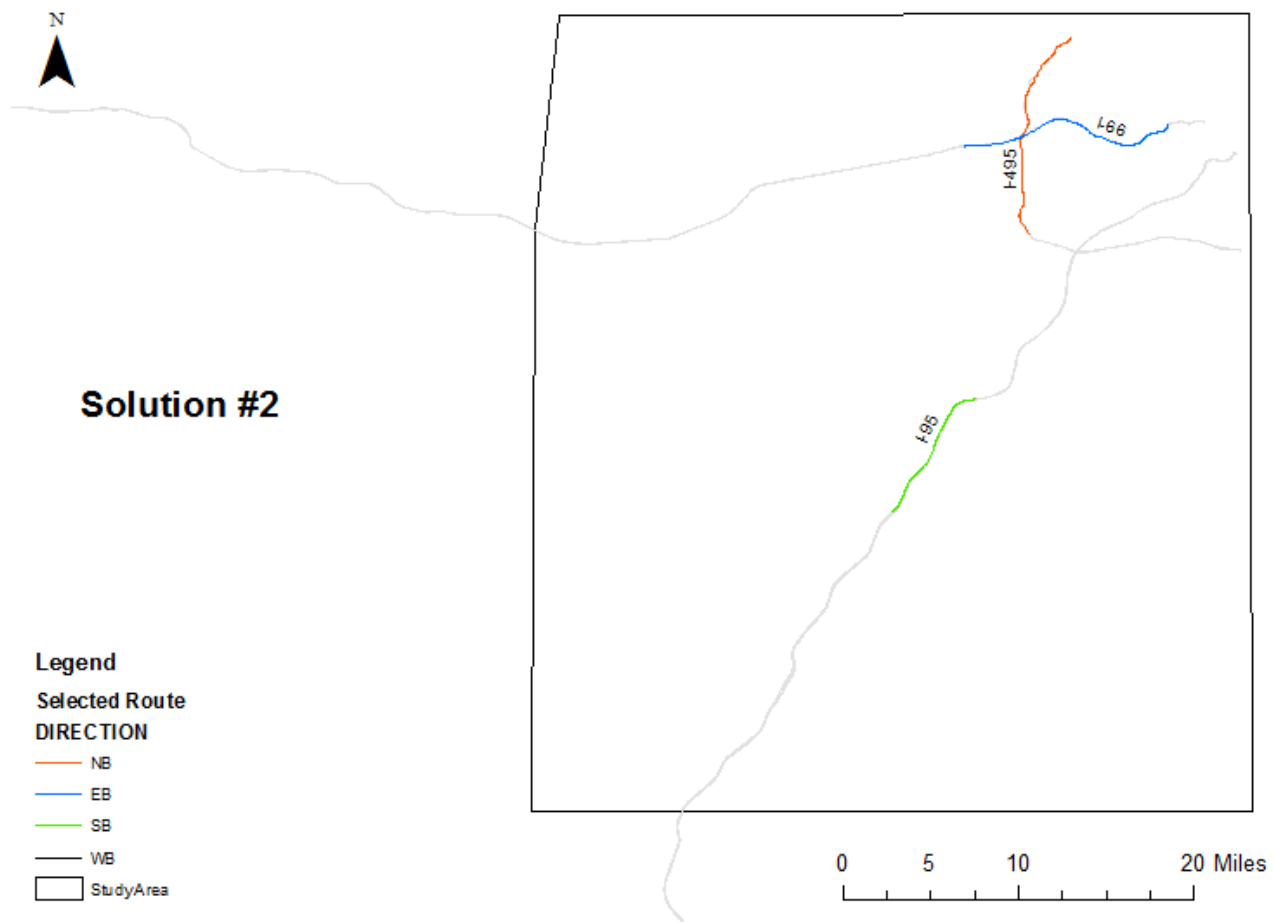 N
I-66
I-495
Solution #2
I-95
Legend
Selected Route
DIRECTION
NB
EB
SB
WB
StudyArea
0 5 10 20 Miles